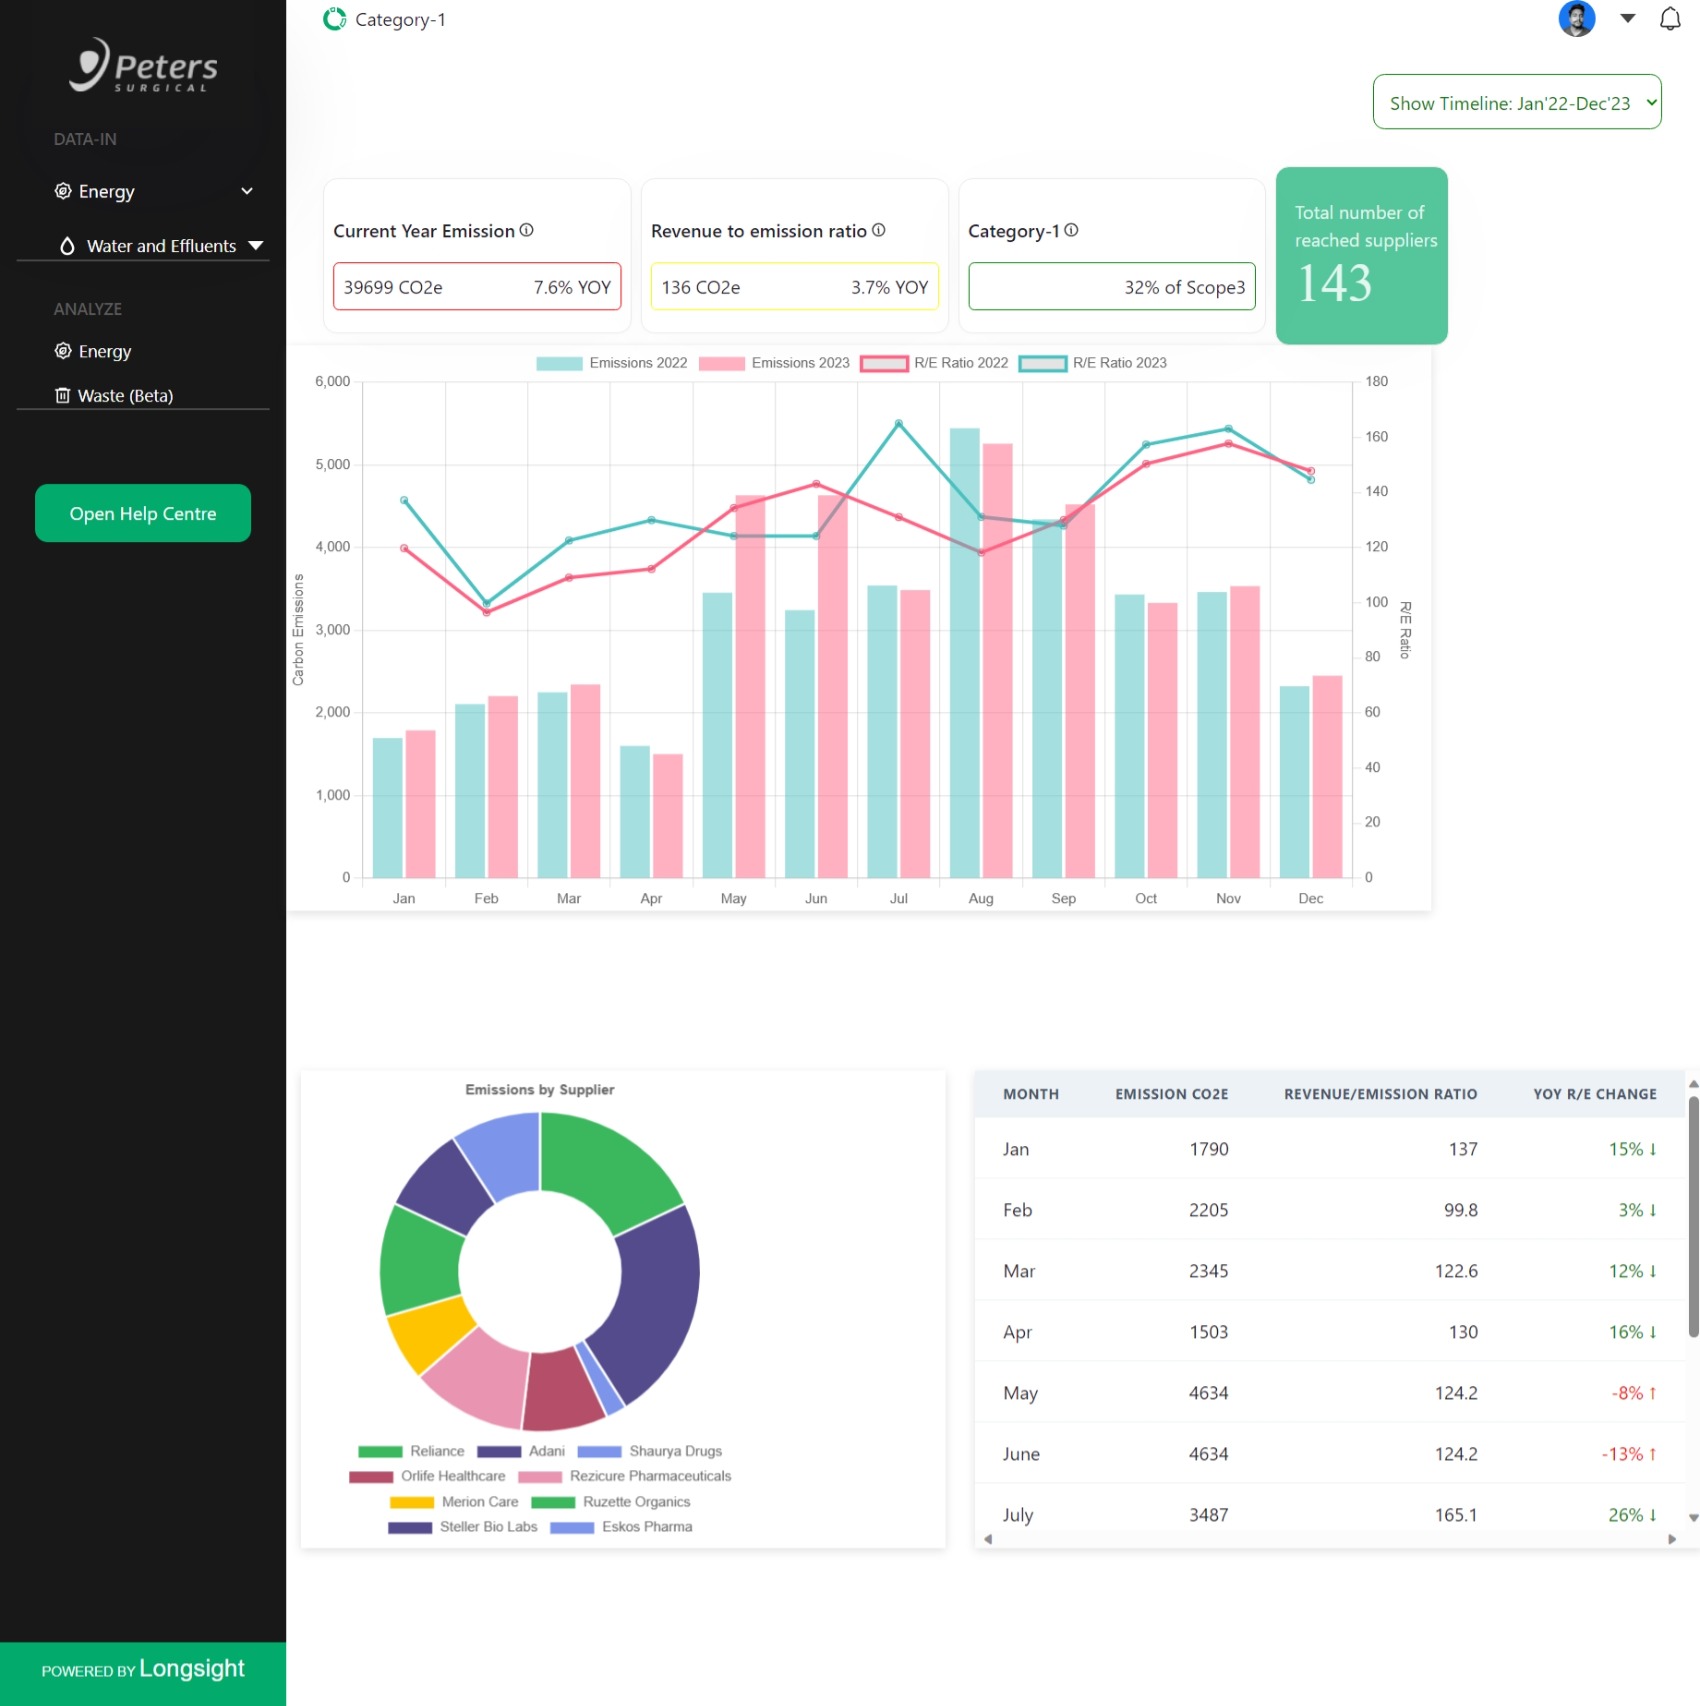 Peters
SURGICAL
DATA-IN
Energy
Water and Effluents
ANALYZE
Energy
Waste (Beta)
Open Help Centre
POWERED BY Longsight
Category-1
Show Timeline: Jan'22-Dec'23
Current Year Emission
39699 CO2e 7.6% YOY
Revenue to emission ratio
136 CO2e 3.7% YOY
Category-1
32% of Scope3
Total number of
reached suppliers
143
Emissions 2022 Emissions 2023 R/E Ratio 2022 R/E Ratio 2023
Carbon Emissions
6,000
5,000
4,000
3,000
2,000
1,000
0
180
160
140
120
100
80
60
40
20
0
R/E Ratio
Jan Feb Mar Apr May Jun Jul Aug Sep Oct Nov Dec
Emissions by Supplier
Reliance Adani Shaurya Drugs
Orlife Healthcare Rezicure Pharmaceuticals
Merion Care Ruzette Organics
Steller Bio Labs Eskos Pharma
MONTH EMISSION CO2E REVENUE/EMISSION RATIO YOY R/E CHANGE
Jan 1790 137 15% ↓
Feb 2205 99.8 3% ↓
Mar 2345 122.6 12% ↓
Apr 1503 130 16% ↓
May 4634 124.2 -8% ↑
June 4634 124.2 -13% ↑
July 3487 165.1 26% ↓